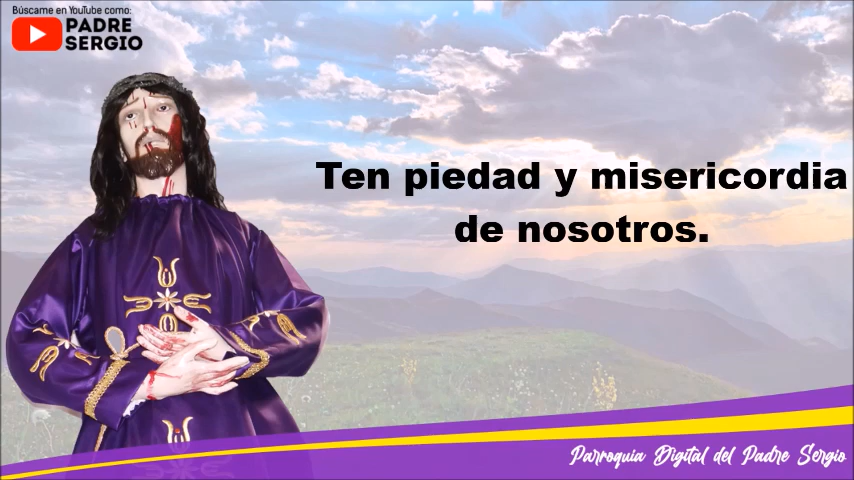 Búscame en YouTube como:
PADRE
SERGIO
Ten piedad y misericordia
de nosotros.
Parroquia Digital del Padre Sergio